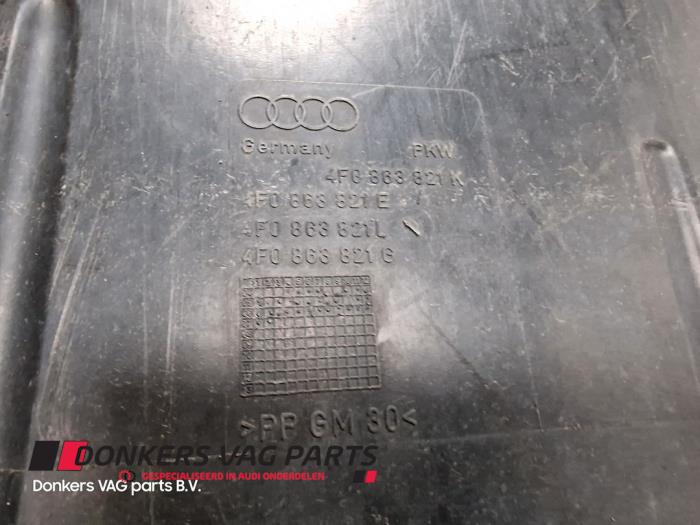 Germany PKW
4F0 863 821 K
4F0 863 821 E
4F0 863 821 L
4F0 863 821 G
>PP GM 30<
DONKERS VAG PARTS
GESPECIALISEERD IN AUDI ONDERDELEN
Donkers VAG parts B.V.